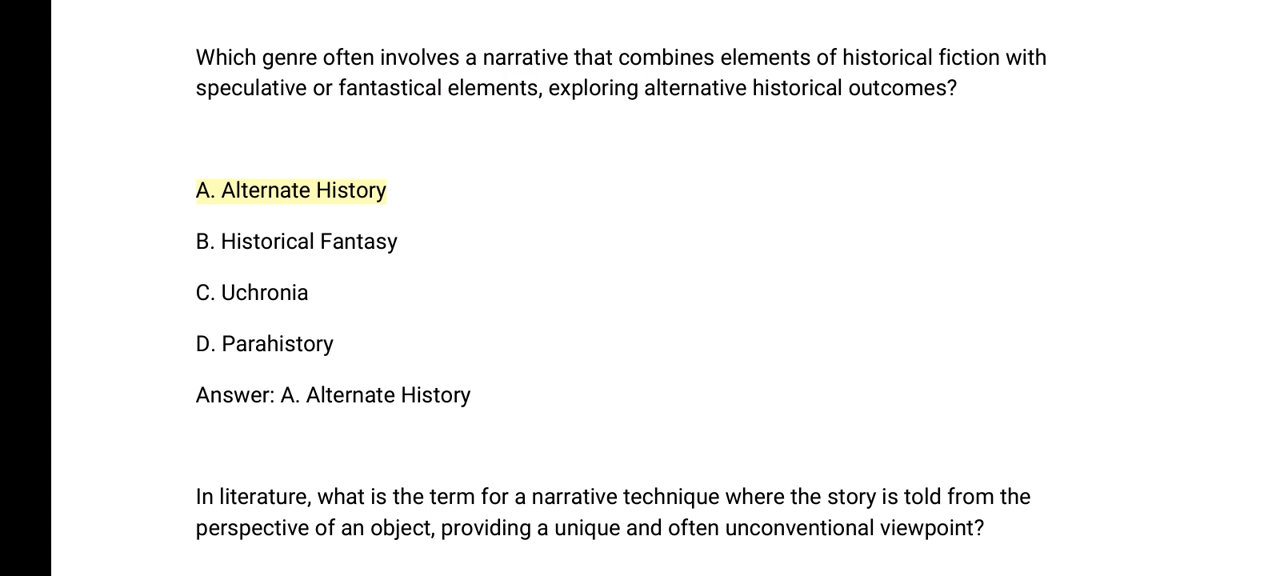 Which genre often involves a narrative that combines elements of historical fiction with
speculative or fantastical elements, exploring alternative historical outcomes?
A. Alternate History
B. Historical Fantasy
C. Uchronia
D. Parahistory
Answer: A. Alternate History
In literature, what is the term for a narrative technique where the story is told from the
perspective of an object, providing a unique and often unconventional viewpoint?